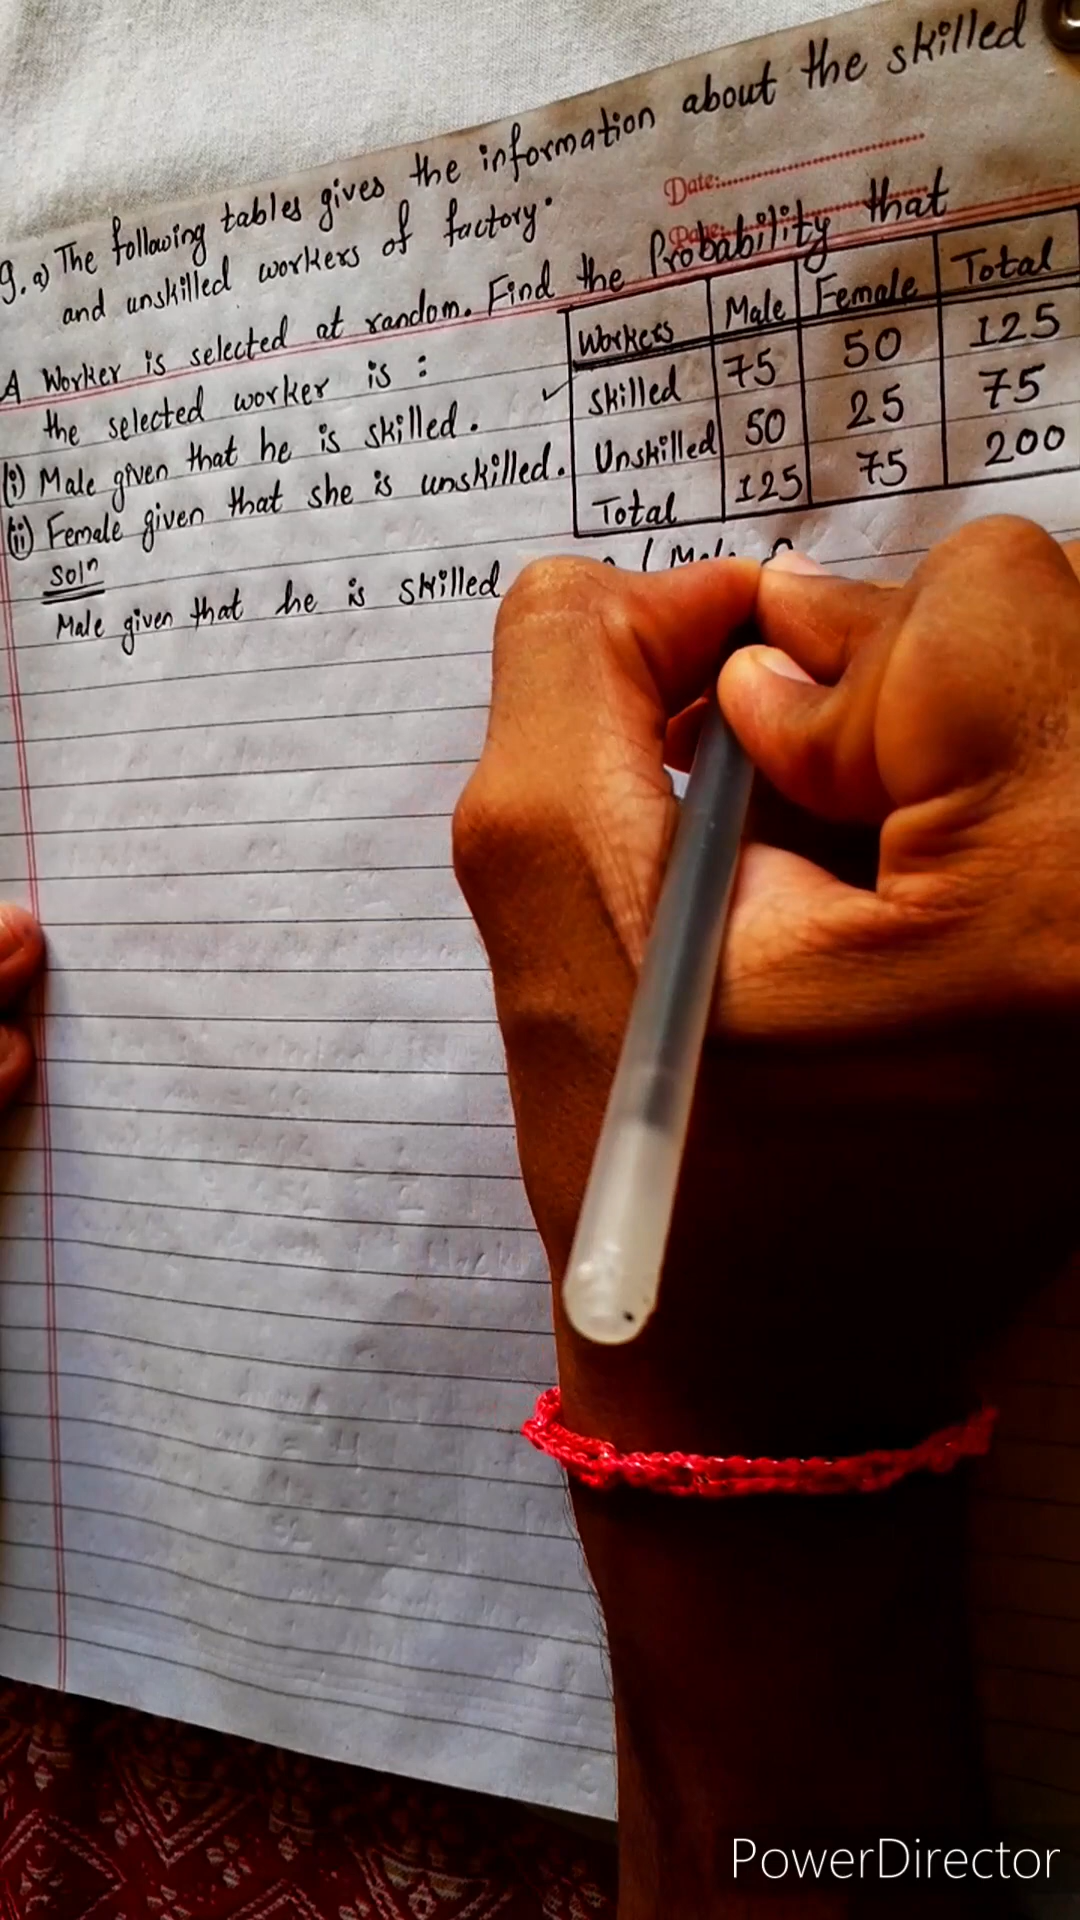 9. a) The following tables gives the information about the skilled
and unskilled workers of factory.
Date:
A Worker is selected at random. Find the Probability that
the selected worker is :
(i) Male given that he is skilled.
(ii) Female given that she is unskilled.
Workers Male Female Total
Skilled 75 50 125
Unskilled 50 25 75
Total 125 75 200
Soln
Male given that he is skilled
PowerDirector